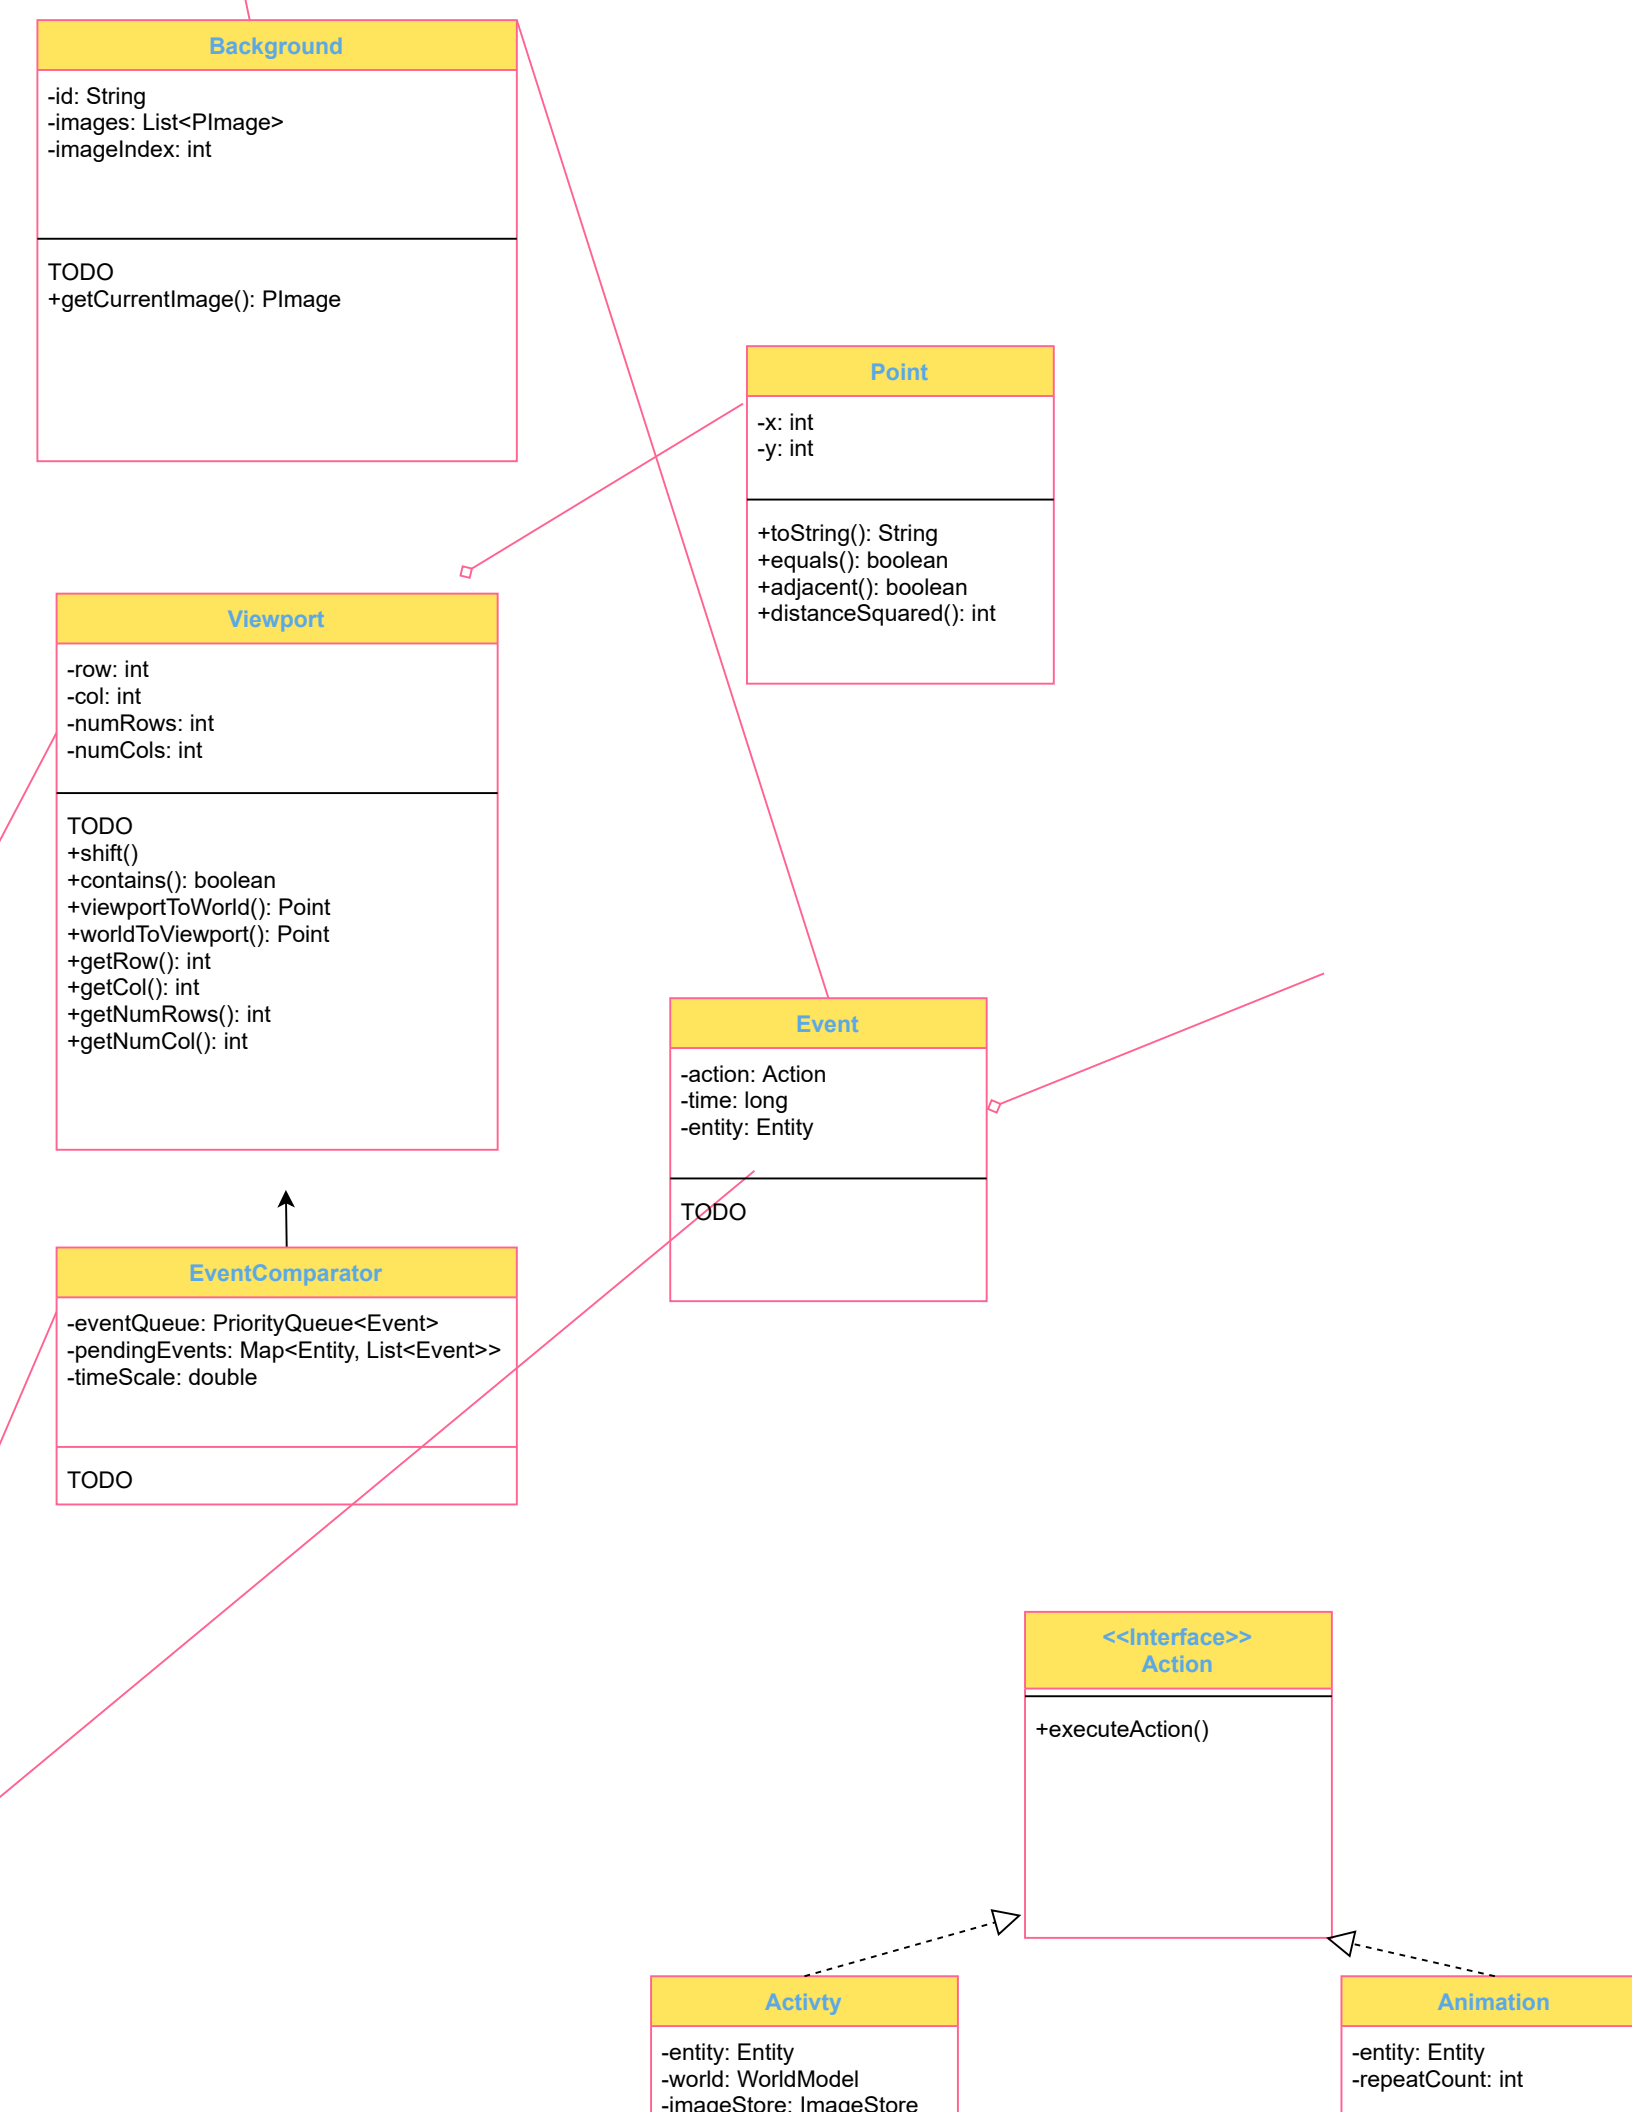 Background
-id: String
-images: List<PImage>
-imageIndex: int
TODO
+getCurrentImage(): PImage
Point
-x: int
-y: int
+toString(): String
+equals(): boolean
+adjacent(): boolean
+distanceSquared(): int
Viewport
-row: int
-col: int
-numRows: int
-numCols: int
TODO
+shift()
+contains(): boolean
+viewportToWorld(): Point
+worldToViewport(): Point
+getRow(): int
+getCol(): int
+getNumRows(): int
+getNumCol(): int
Event
-action: Action
-time: long
-entity: Entity
TODO
EventComparator
-eventQueue: PriorityQueue<Event>
-pendingEvents: Map<Entity, List<Event>>
-timeScale: double
TODO
<<Interface>>
Action
+executeAction()
Activty
-entity: Entity
-world: WorldModel
-imageStore: ImageStore
Animation
-entity: Entity
-repeatCount: int